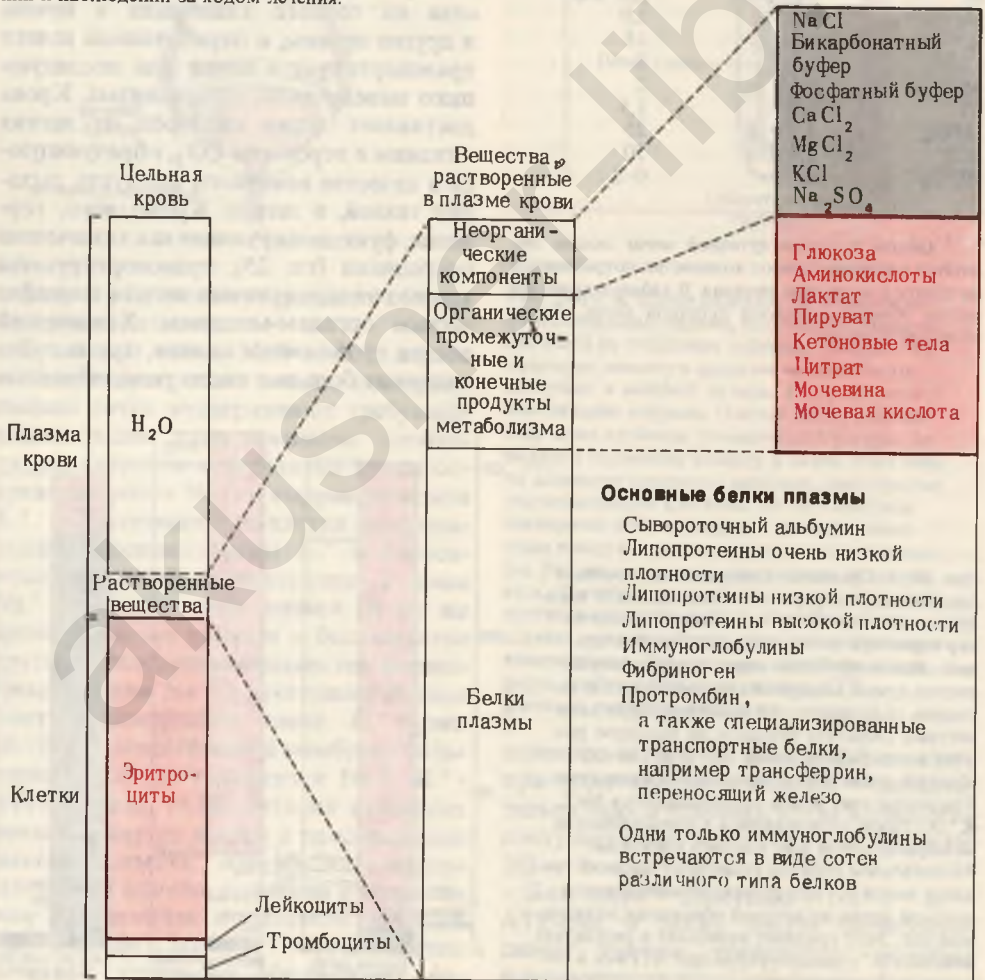 NaCl
Бикарбонатный
буфер
Фосфатный буфер
CaCl₂
MgCl₂
KCl
Na₂SO₄
Цельная
кровь
Вещества,
растворенные
в плазме крови
Неоргани-
ческие
компоненты
Органические
промежуточ-
ные и
конечные
продукты
метаболизма
Глюкоза
Аминокислоты
Лактат
Пируват
Кетоновые тела
Цитрат
Мочевина
Мочевая кислота
Плазма
крови
H₂O
Растворенные
вещества
Клетки
Эритро-
циты
Лейкоциты
Тромбоциты
Белки
плазмы
Основные белки плазмы
Сывороточный альбумин
Липопротеины очень низкой
плотности
Липопротеины низкой плотности
Липопротеины высокой плотности
Иммуноглобулины
Фибриноген
Протромбин,
а также специализированные
транспортные белки,
например трансферрин,
переносящий железо
Одни только иммуноглобулины
встречаются в виде сотен
различного типа белков
akusher-lib